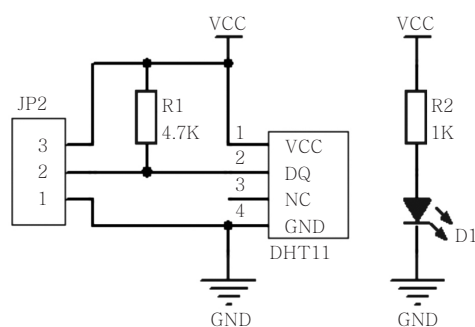 VCC
VCC
JP2
3
2
1
R1
4.7K
1
2
3
4
VCC
DQ
NC
GND
DHT11
GND
R2
1K
D1
GND